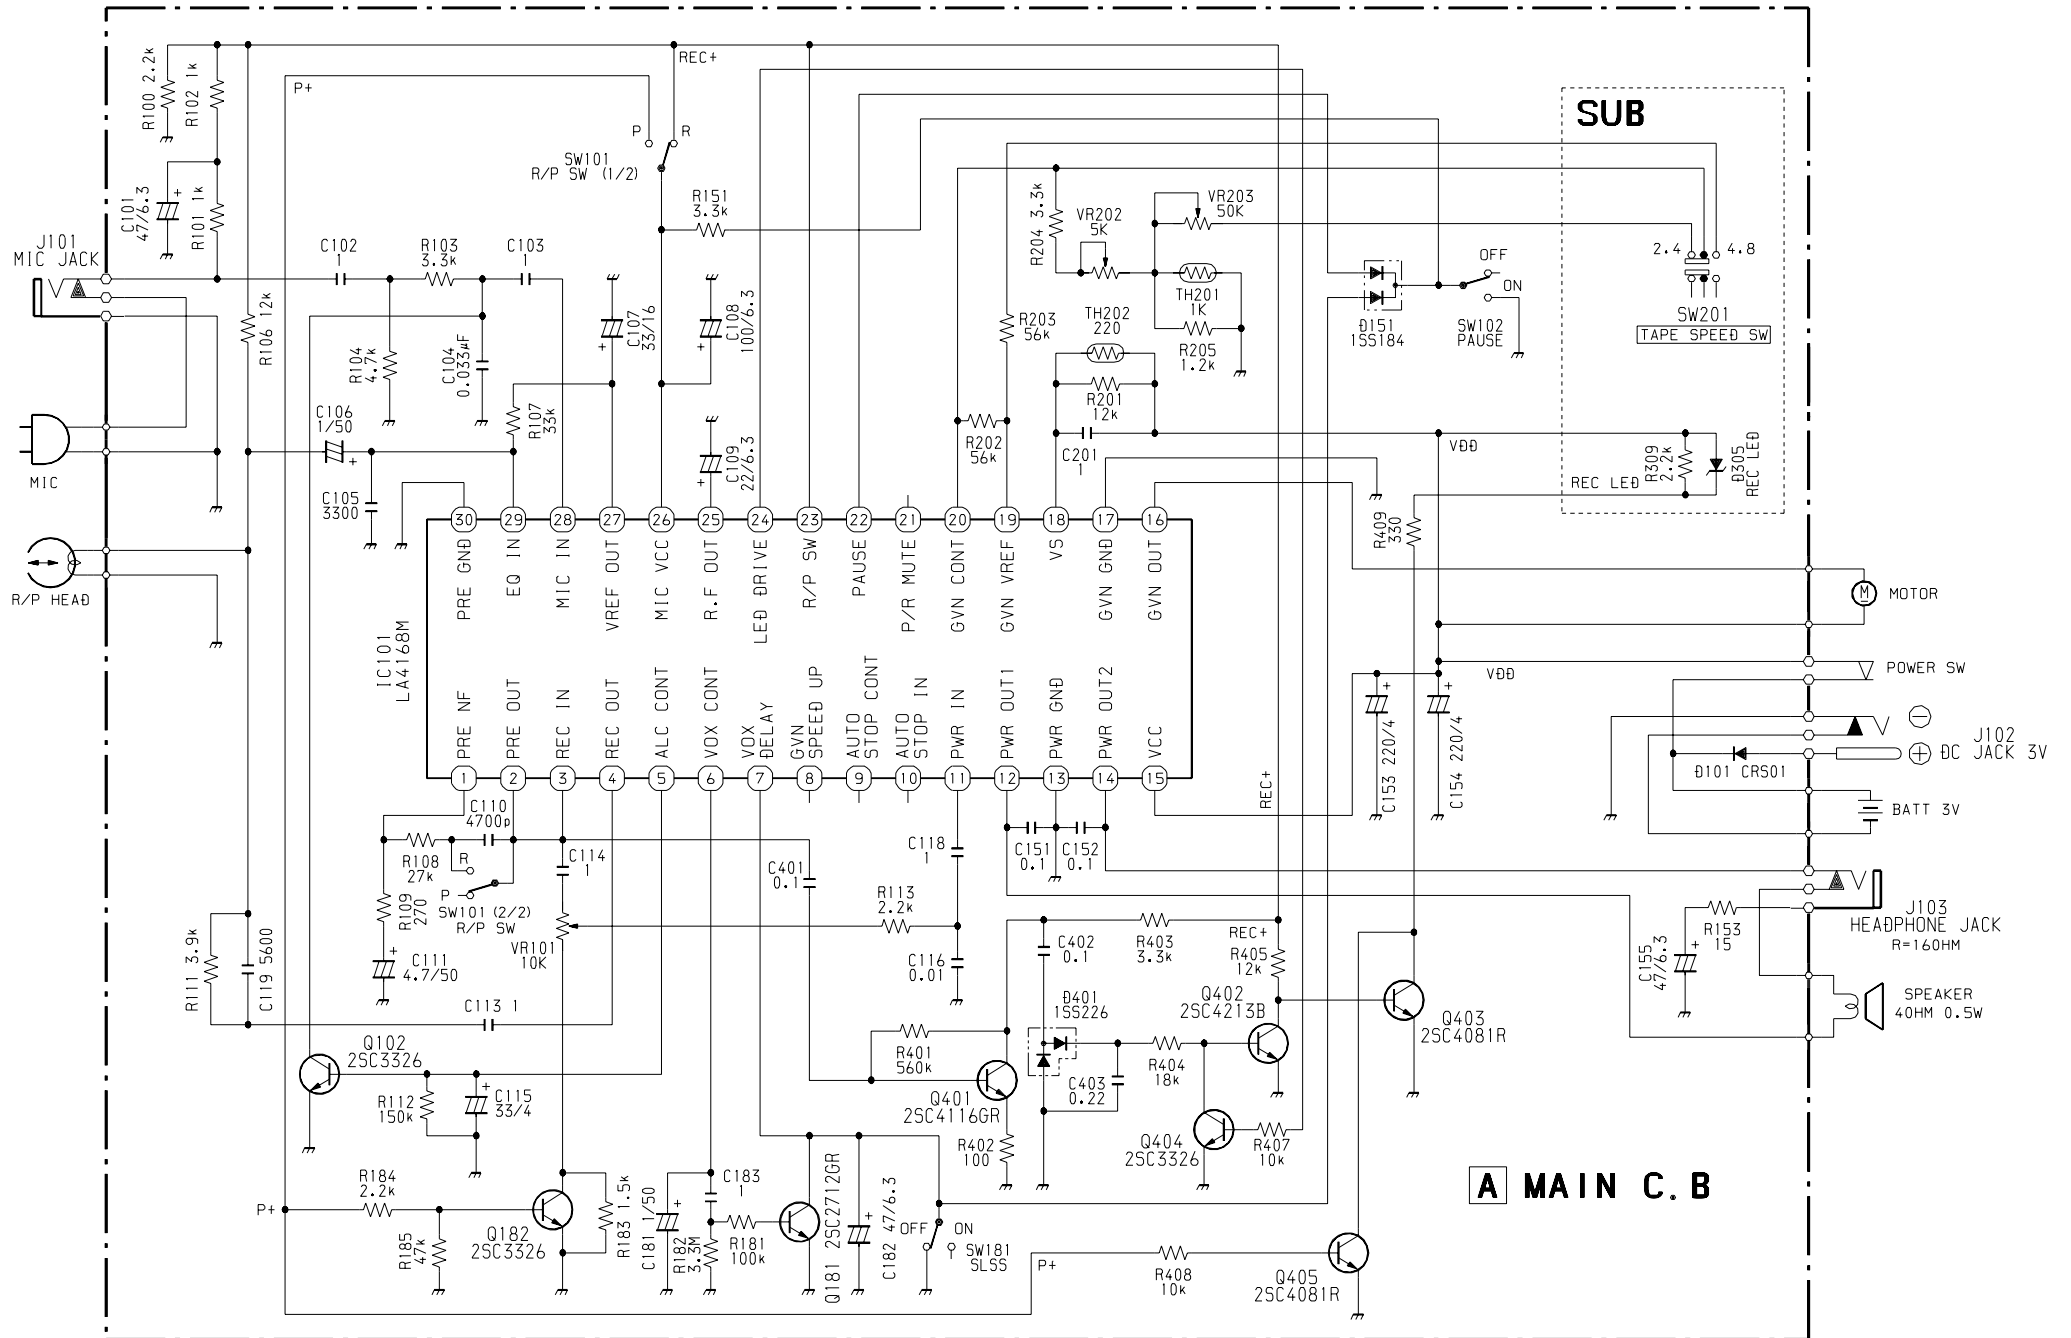 REC+
P+
R100 2.2k
R102 1k
SUB
P
R
SW101
R/P SW (1/2)
C101
47/6.3
+
R101 1k
R151
3.3k
R204 3.3k
VR202
5K
VR203
50K
J101
MIC JACK
C102
1
R103
3.3k
C103
1
2.4
4.8
OFF
ON
TH201
1K
TH202
220
R203
56k
R205
1.2k
D151
1SS184
SW102
PAUSE
SW201
TAPE SPEED SW
R106 12k
R104
4.7k
C104
0.033µF
C107
33/16
+
C108
100/6.3
+
R107
33k
R201
12k
C106
1/50
+
C109
22/6.3
+
R202
56k
C201
1
VDD
R309
2.2k
D305
REC LED
REC LED
MIC
C105
3300
R409
330
30 29 28 27 26 25 24 23 22 21 20 19 18 17 16
PRE GND
EQ IN
MIC IN
VREF OUT
MIC VCC
R.F OUT
LED DRIVE
R/P SW
PAUSE
P/R MUTE
GVN CONT
GVN VREF
VS
GVN GND
GVN OUT
R/P HEAD
M
MOTOR
IC101
LA4168M
PRE NF
PRE OUT
REC IN
REC OUT
ALC CONT
VOX CONT
VOX
DELAY
GVN
SPEED UP
AUTO
STOP CONT
AUTO
STOP IN
PWR IN
PWR OUT1
PWR GND
PWR OUT2
VCC
1 2 3 4 5 6 7 8 9 10 11 12 13 14 15
VDD
POWER SW
C153 220/4
+
C154 220/4
+
−
+
J102
DC JACK 3V
D101 CRS01
BATT 3V
REC+
C110
4700p
R108
27k
R
P
SW101 (2/2)
R/P SW
C114
1
C401
0.1
C118
1
C151
0.1
C152
0.1
R109
270
R113
2.2k
VR101
10K
C111
4.7/50
+
C116
0.01
R111 3.9k
C119 5600
C113 1
C402
0.1
R403
3.3k
REC+
R405
12k
R153
15
C155
47/6.3
+
J103
HEADPHONE JACK
R=16OHM
SPEAKER
4OHM 0.5W
D401
1SS226
Q402
2SC4213B
Q403
2SC4081R
Q102
2SC3326
R401
560k
R404
18k
C403
0.22
R112
150k
C115
33/4
+
Q401
2SC4116GR
R402
100
Q404
2SC3326
R407
10k
R184
2.2k
P+
R185
47k
Q182
2SC3326
R183 1.5k
C181 1/50
+
C183
1
R182
3.3M
R181
100k
Q181 2SC2712GR
C182 47/6.3
+
OFF
ON
SW181
SLSS
P+
R408
10k
Q405
2SC4081R
A MAIN C.B